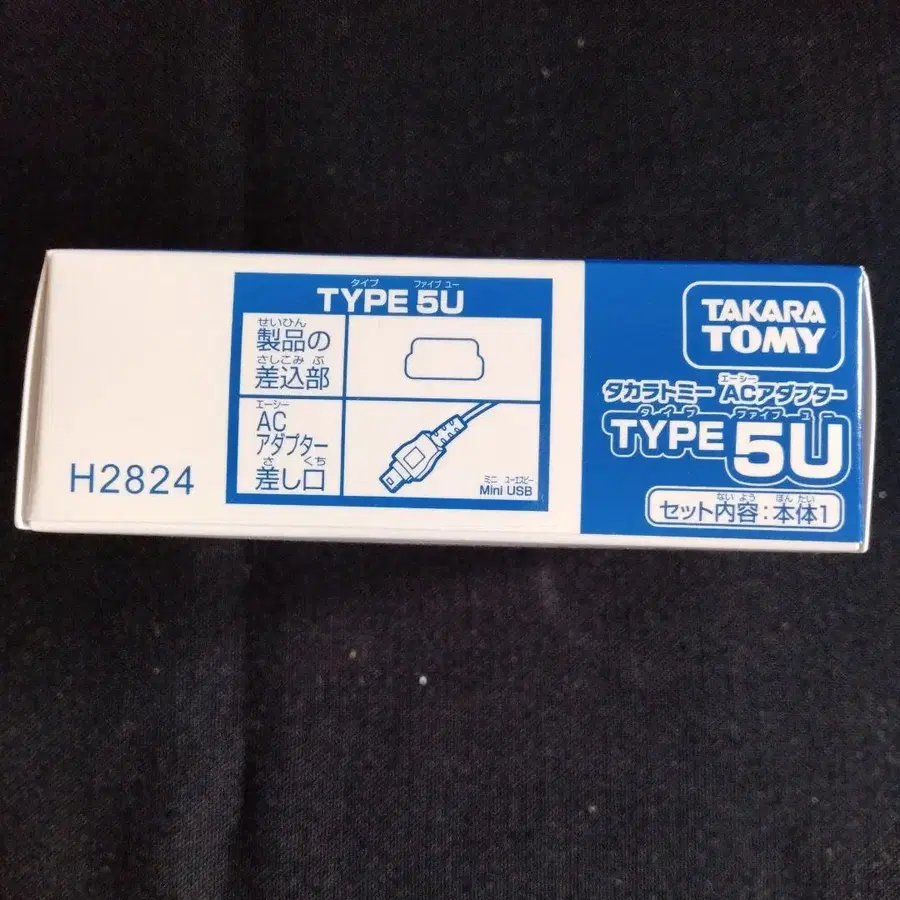 タイプ ファイブ ユー
TYPE 5U
せいひん
製品の
さしこみ ぶ
差込部
エーシー
AC
アダプター
さ くち
差し口
ミニ ユーエスビー
Mini USB
H2824
TAKARA
TOMY
エーシー
タカラトミー ACアダプター
タイプ ファイブ ユー
TYPE 5U
ないよう ほんたい
セット内容:本体1